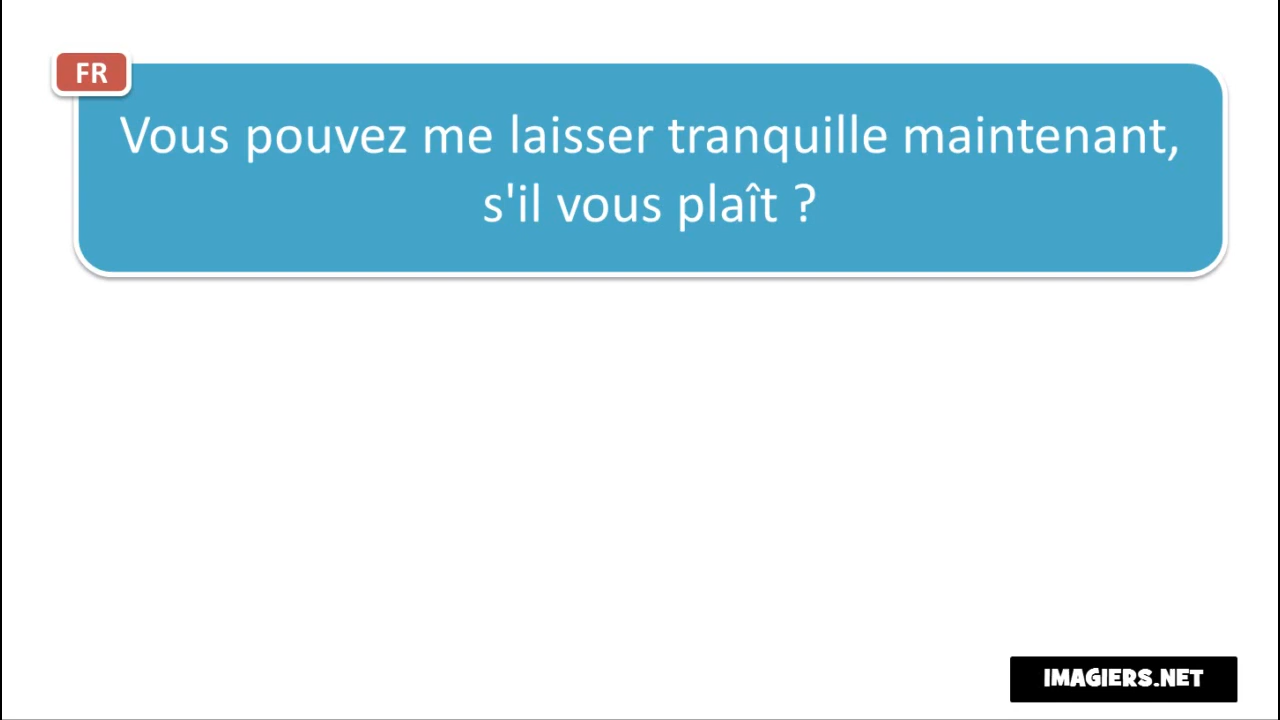 FR
Vous pouvez me laisser tranquille maintenant,
s'il vous plaît ?
IMAGIERS.NET